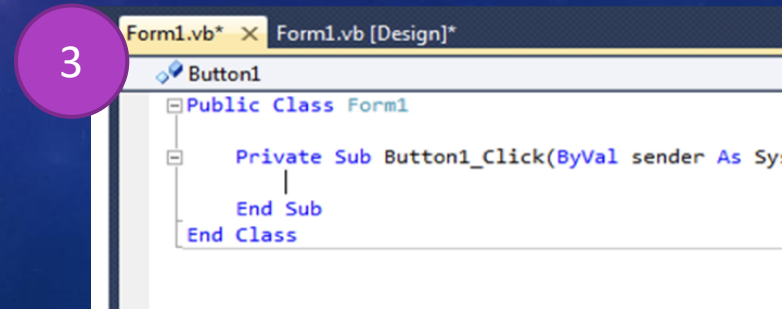 3
Form1.vb* Form1.vb [Design]*
Button1
Public Class Form1
Private Sub Button1_Click(ByVal sender As
End Sub
End Class